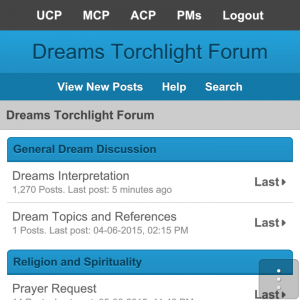 UCP MCP ACP PMs Logout
Dreams Torchlight Forum
View New Posts Help Search
Dreams Torchlight Forum
General Dream Discussion
Dreams Interpretation
1,270 Posts. Last post: 5 minutes ago
Last
Dream Topics and References
1 Posts. Last post: 04-06-2015, 02:15 PM
Last
Religion and Spirituality
Prayer Request
Last